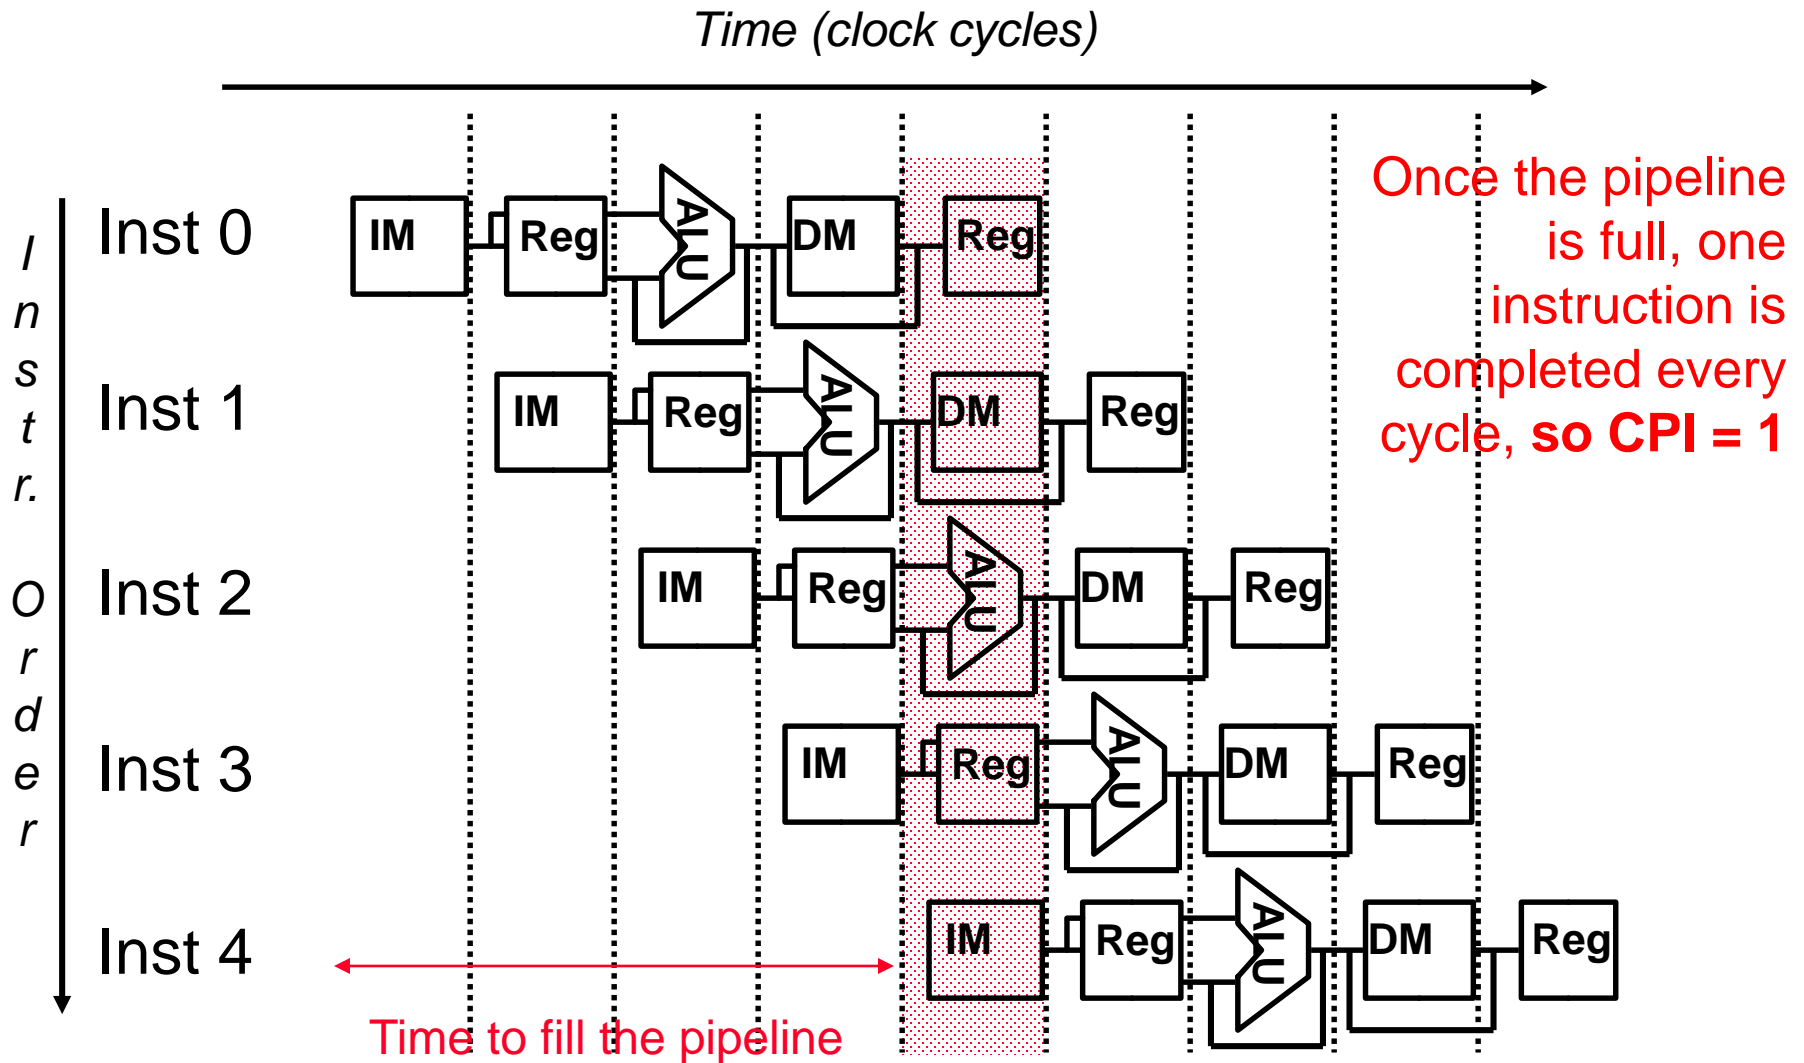 Time (clock cycles)
Instr. Order
Inst 0
IM
Reg
ALU
DM
Reg
Once the pipeline
is full, one
instruction is
completed every
cycle, so CPI = 1
Inst 1
IM
Reg
ALU
DM
Reg
Inst 2
IM
Reg
ALU
DM
Reg
Inst 3
IM
Reg
ALU
DM
Reg
Inst 4
IM
Reg
ALU
DM
Reg
Time to fill the pipeline